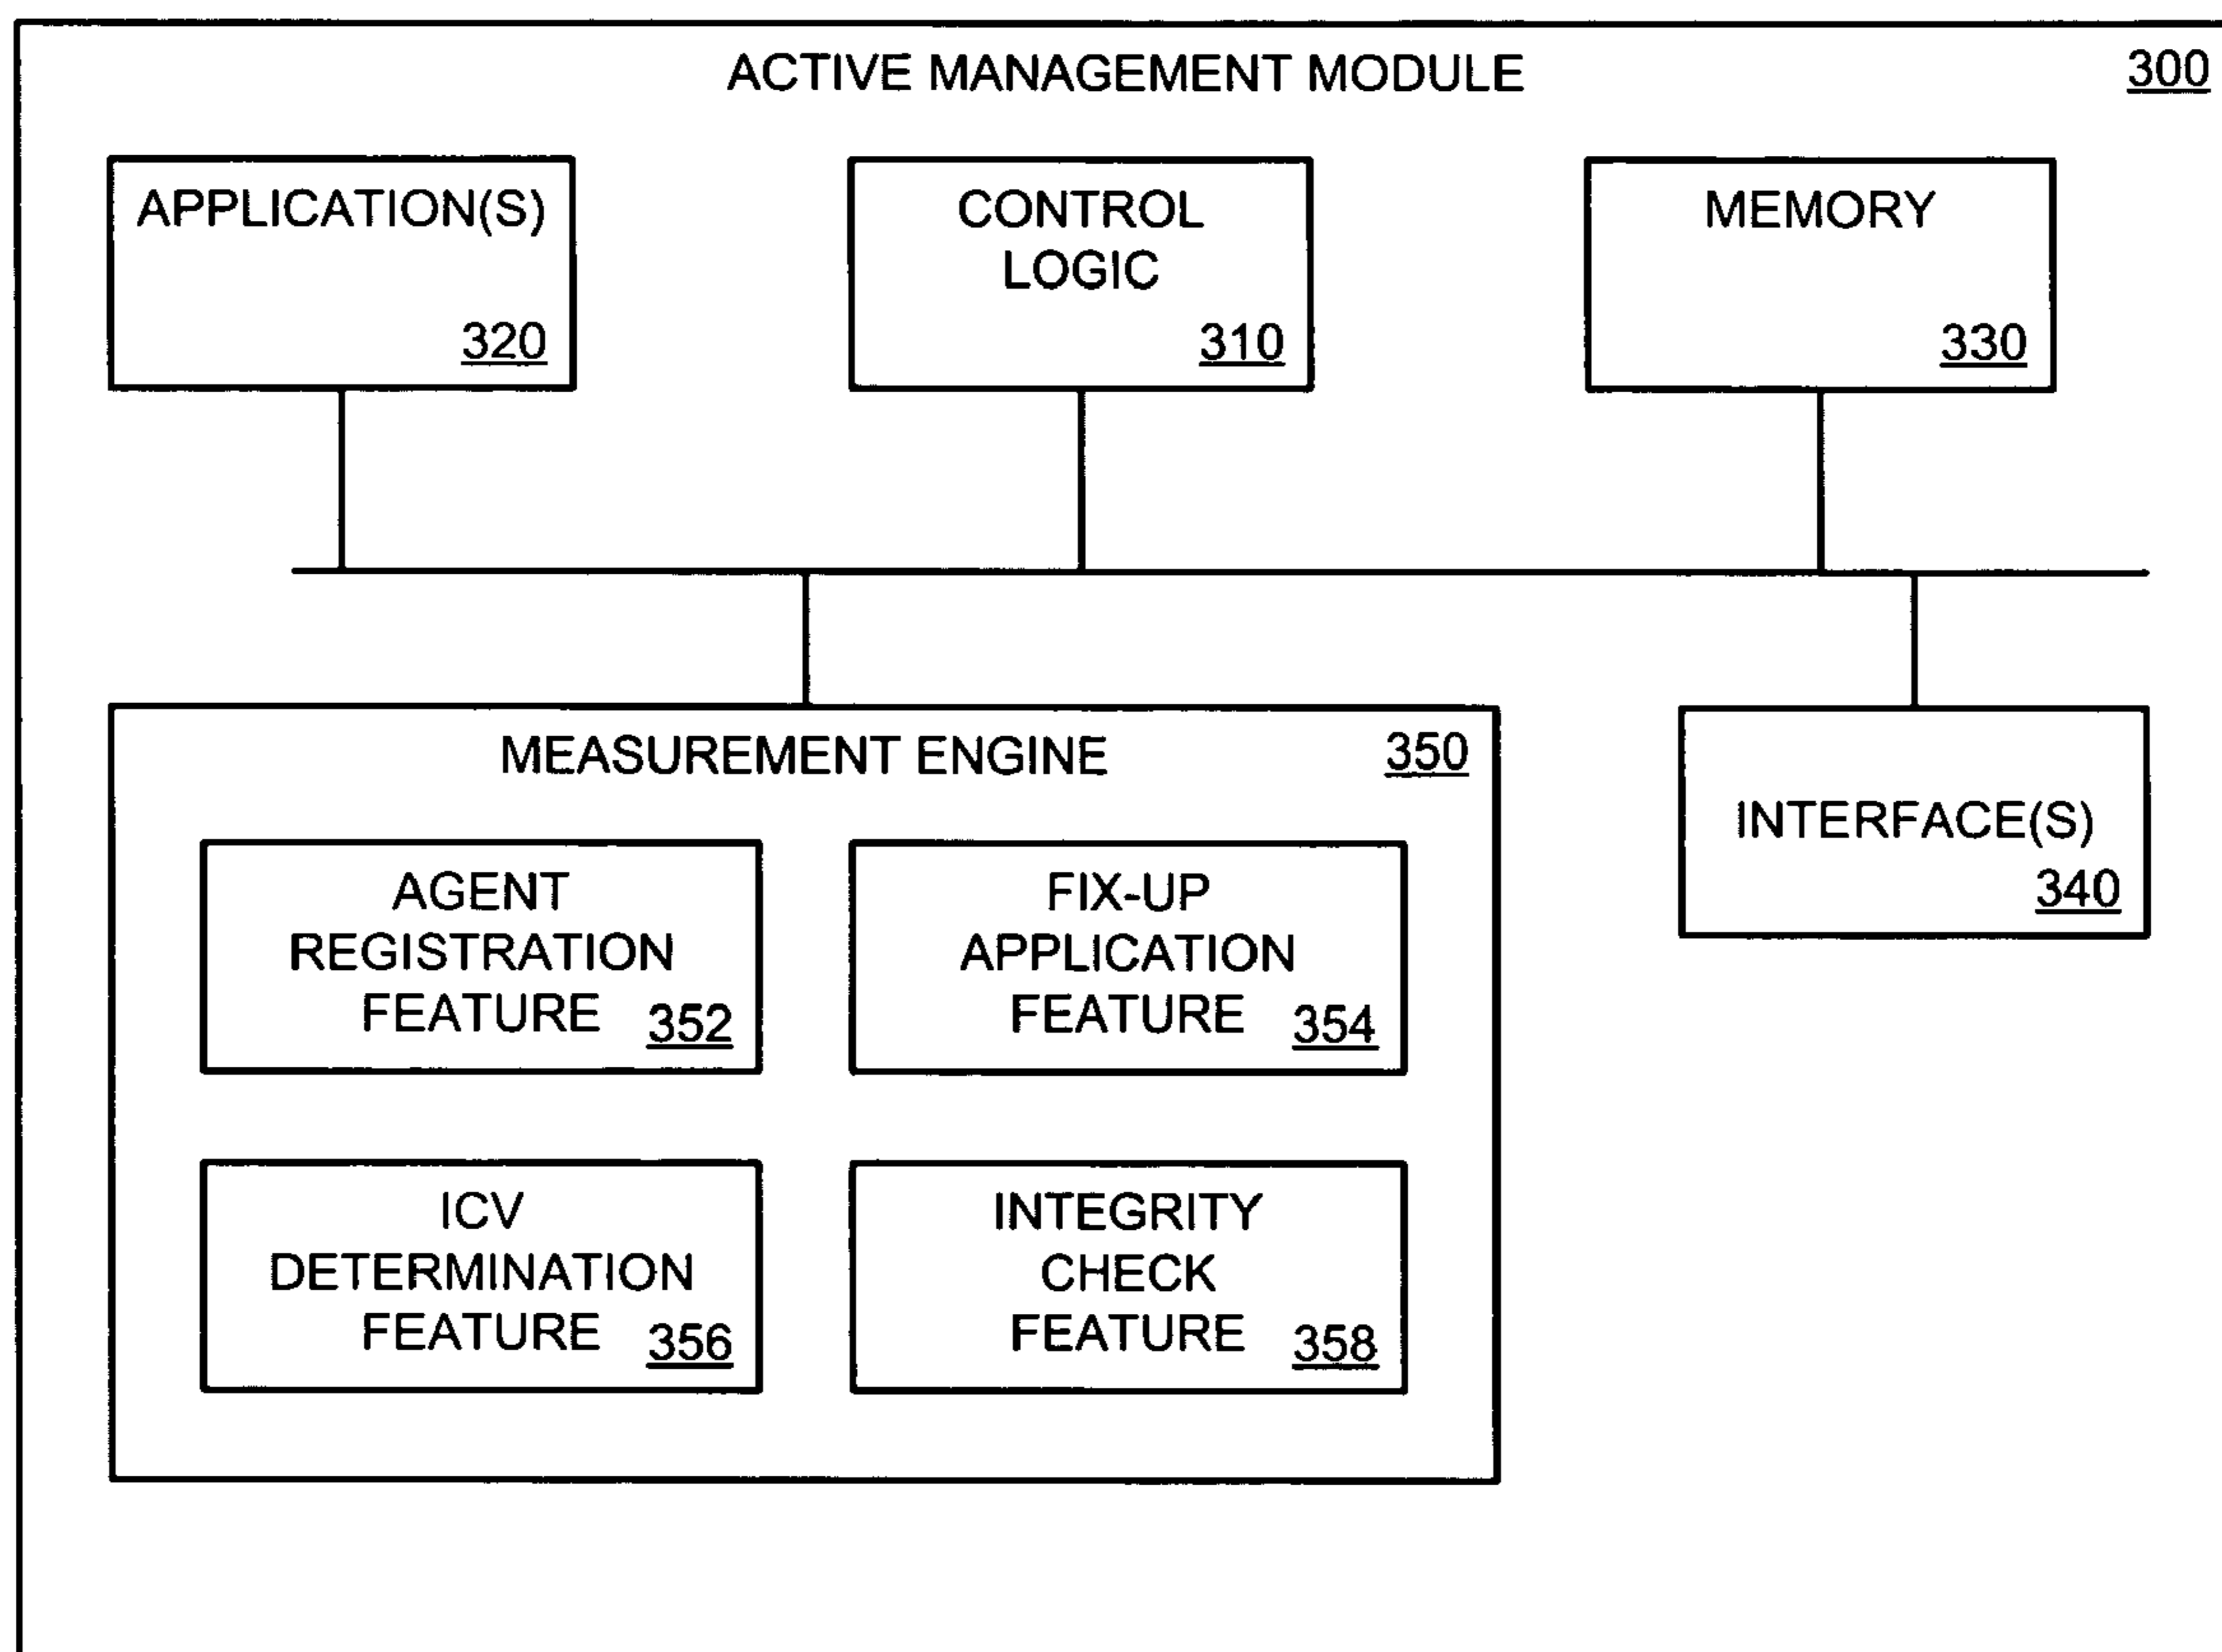 ACTIVE MANAGEMENT MODULE 300
APPLICATION(S)
320
CONTROL
LOGIC
310
MEMORY
330
MEASUREMENT ENGINE 350
AGENT
REGISTRATION
FEATURE 352
FIX-UP
APPLICATION
FEATURE 354
ICV
DETERMINATION
FEATURE 356
INTEGRITY
CHECK
FEATURE 358
INTERFACE(S)
340